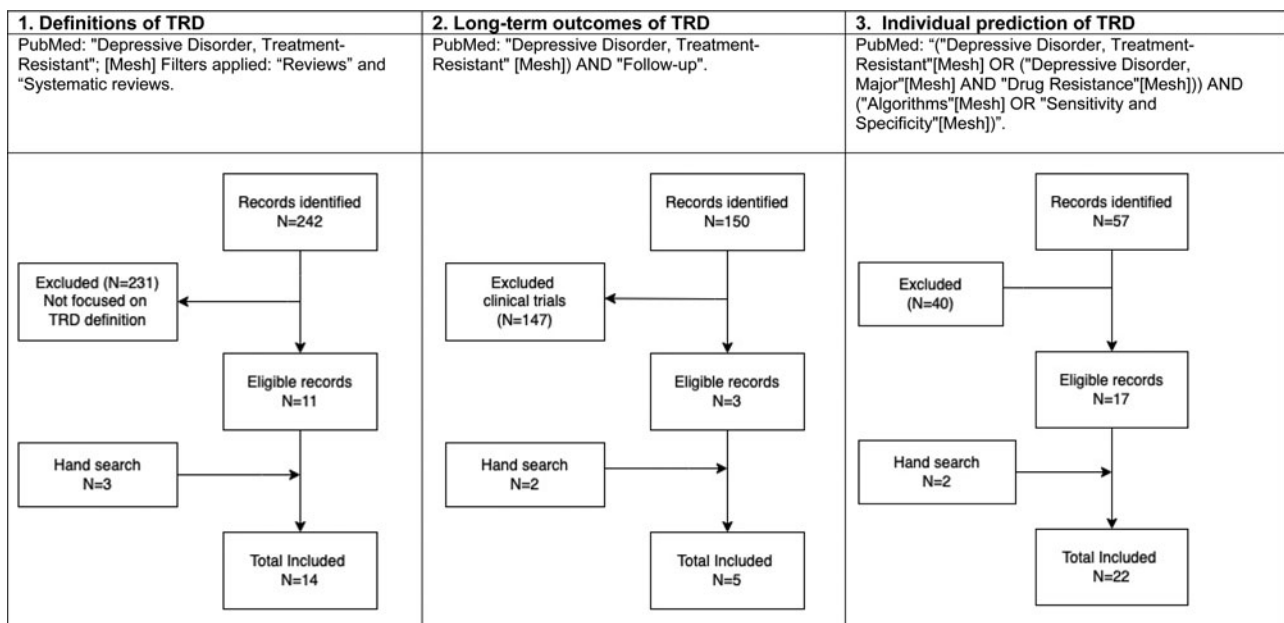 1. Definitions of TRD
PubMed: "Depressive Disorder, Treatment-
Resistant"; [Mesh] Filters applied: “Reviews” and
“Systematic reviews.
Records identified
N=242
Excluded (N=231)
Not focused on
TRD definition
Eligible records
N=11
Hand search
N=3
Total Included
N=14
2. Long-term outcomes of TRD
PubMed: "Depressive Disorder, Treatment-
Resistant" [Mesh]) AND "Follow-up".
Records identified
N=150
Excluded
clinical trials
(N=147)
Eligible records
N=3
Hand search
N=2
Total Included
N=5
3. Individual prediction of TRD
PubMed: “("Depressive Disorder, Treatment-
Resistant"[Mesh] OR ("Depressive Disorder,
Major"[Mesh] AND "Drug Resistance"[Mesh])) AND
("Algorithms"[Mesh] OR "Sensitivity and
Specificity"[Mesh])”.
Records identified
N=57
Excluded
(N=40)
Eligible records
N=17
Hand search
N=2
Total Included
N=22